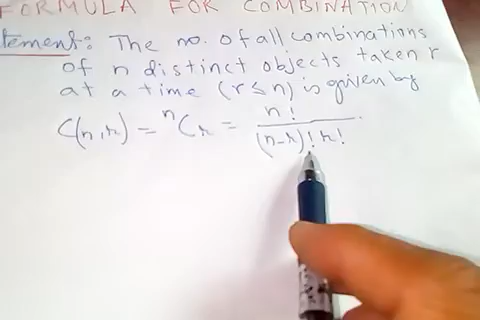 FORMULA FOR COMBINATION
tement:- The no. of all combinations
of n distinct objects taken r
at a time (r≤n) is given by
C(n,r) = ⁿCᵣ = n! / (n-r)! r! .